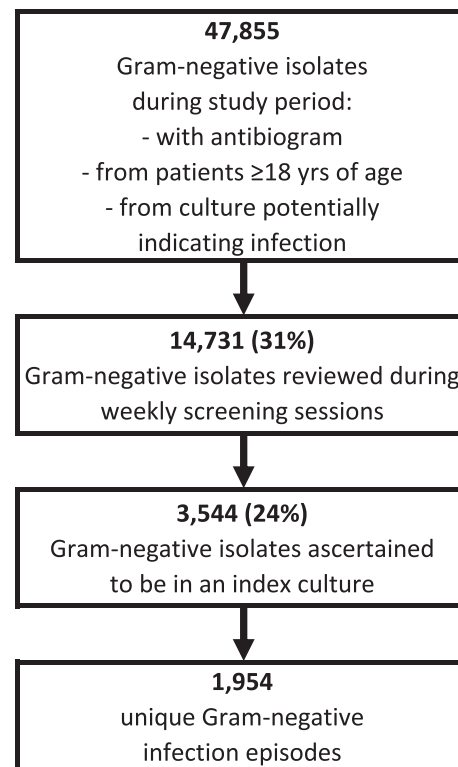 47,855
Gram-negative isolates
during study period:
- with antibiogram
- from patients ≥18 yrs of age
- from culture potentially
indicating infection
14,731 (31%)
Gram-negative isolates reviewed during
weekly screening sessions
3,544 (24%)
Gram-negative isolates ascertained
to be in an index culture
1,954
unique Gram-negative
infection episodes